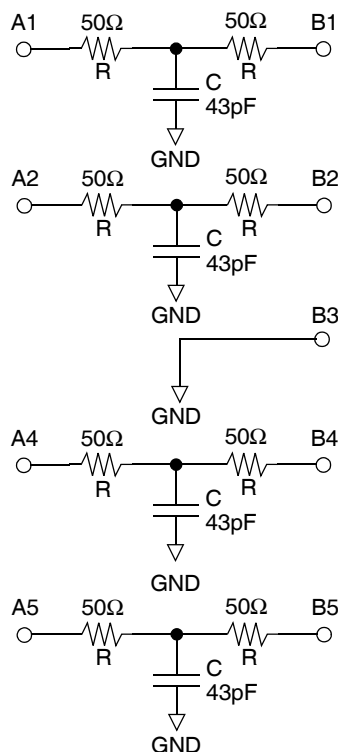 A1 50Ω 50Ω B1
R R
C
43pF
GND
A2 50Ω 50Ω B2
R R
C
43pF
GND
B3
GND
A4 50Ω 50Ω B4
R R
C
43pF
GND
A5 50Ω 50Ω B5
R R
C
43pF
GND